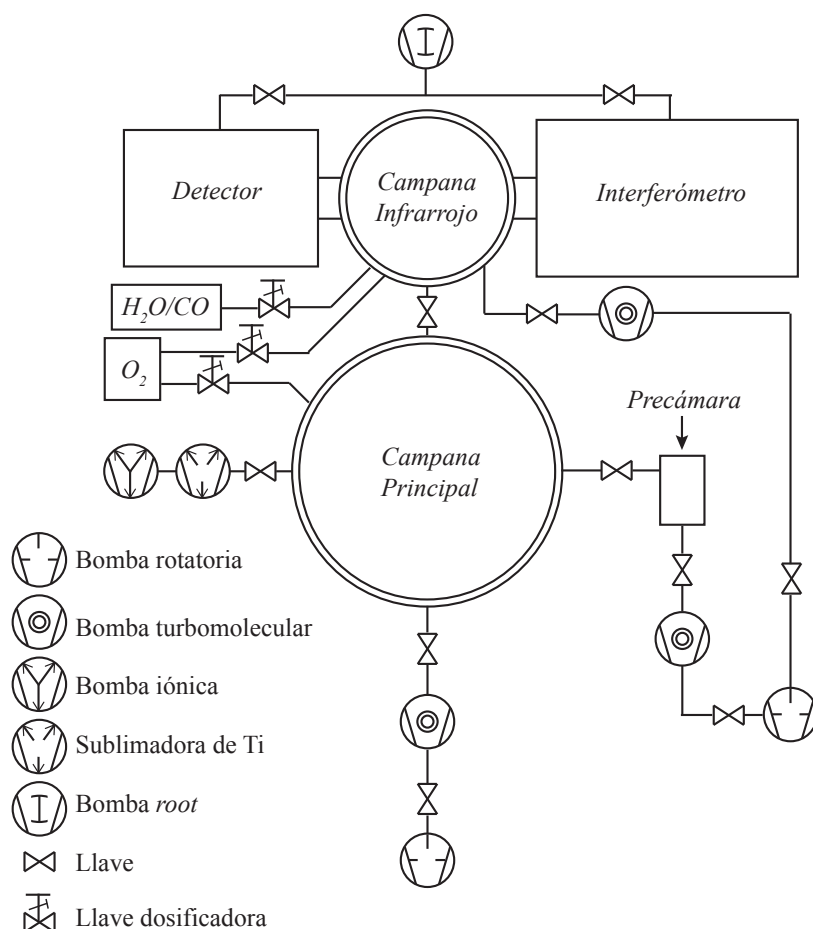 Detector
Campana
Infrarrojo
Interferómetro
H2O/CO
O2
Precámara
Campana
Principal
Bomba rotatoria
Bomba turbomolecular
Bomba iónica
Sublimadora de Ti
Bomba root
Llave
Llave dosificadora